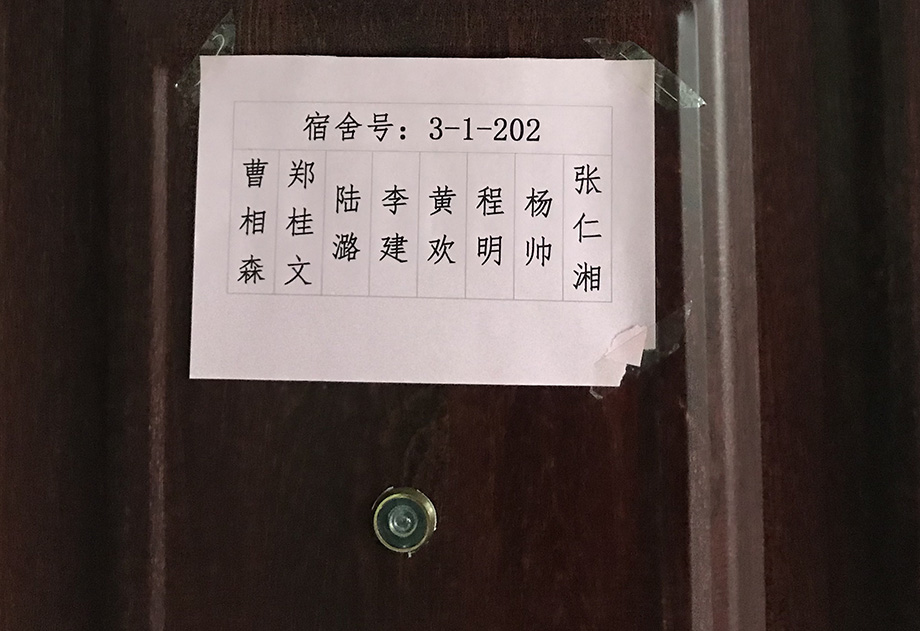 宿舍号：3-1-202
曹相森
郑桂文
陆潞
李建
黄欢
程明
杨帅
张仁湘